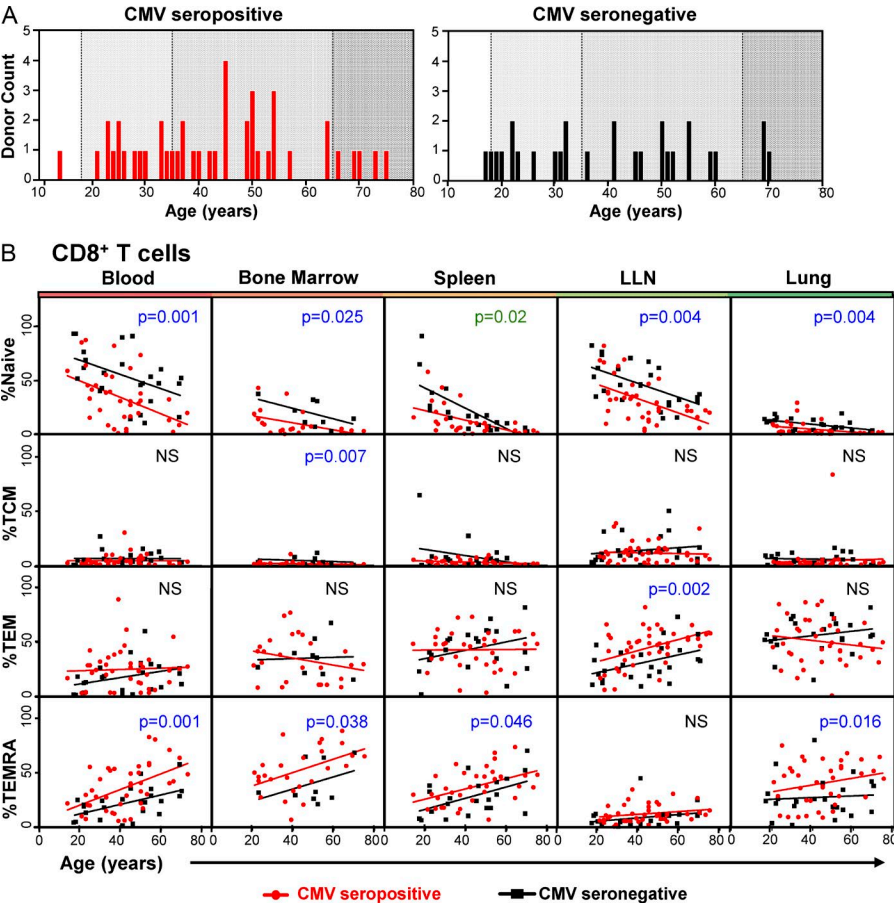 A
CMV seropositive
CMV seronegative
Donor Count
5
4
3
2
1
0
10 20 30 40 50 60 70 80
Age (years)
5
4
3
2
1
0
10 20 30 40 50 60 70 80
Age (years)
B CD8+ T cells
Blood Bone Marrow Spleen LLN Lung
%Naive
100
50
0
p=0.001 p=0.025 p=0.02 p=0.004 p=0.004
%TCM
100
50
0
NS p=0.007 NS NS NS
%TEM
100
50
0
NS NS NS p=0.002 NS
%TEMRA
100
50
0
p=0.001 p=0.038 p=0.046 NS p=0.016
0 20 40 60 80 0 20 40 60 80 0 20 40 60 80 0 20 40 60 80 0 20 40 60 80
Age (years)
CMV seropositive CMV seronegative